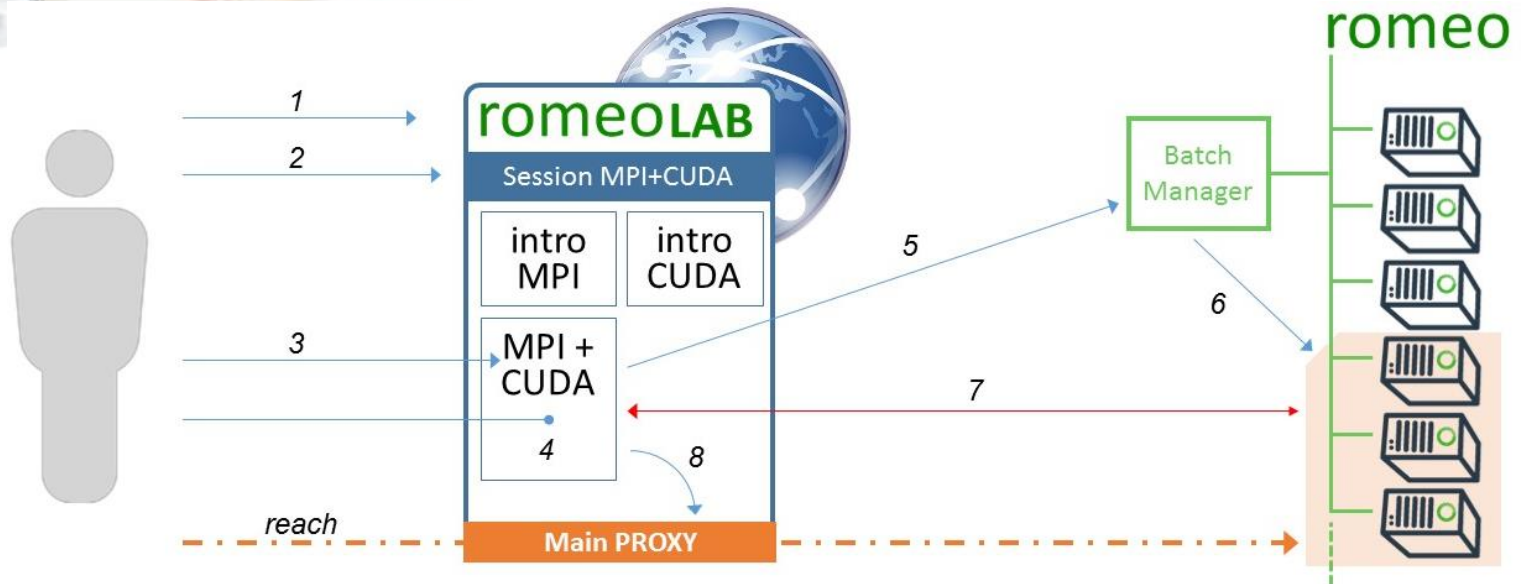 romeo
1
romeoLAB
2
Session MPI+CUDA
Batch
Manager
intro
MPI
intro
CUDA
5
6
3
MPI +
CUDA
7
4
8
reach
Main PROXY